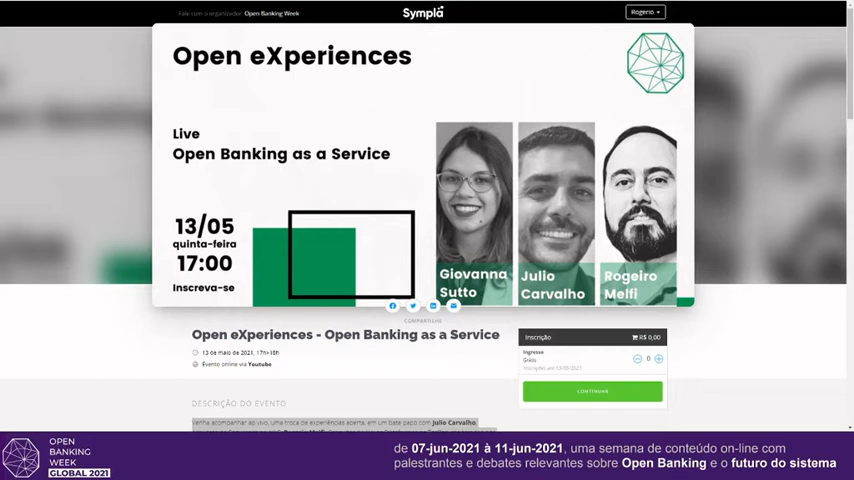 Fale com o organizador: Open Banking Week
Sympla
Rogerio
Open eXperiences
Live
Open Banking as a Service
13/05
quinta-feira
17:00
Inscreva-se
Giovanna
Sutto
Julio
Carvalho
Rogeiro
Melfi
COMPARTILHE
Open eXperiences - Open Banking as a Service
13 de maio de 2021, 17h-18h
Evento online via Youtube
Inscrição
R$ 0,00
Ingresso
Grátis
Inscrições até 13/05/2021
0
CONTINUAR
DESCRIÇÃO DO EVENTO
Venha acompanhar ao vivo, uma troca de experiências aberta, em um bate papo com Julio Carvalho,
OPEN
BANKING
WEEK
GLOBAL 2021
de 07-jun-2021 à 11-jun-2021, uma semana de conteúdo on-line com
palestrantes e debates relevantes sobre Open Banking e o futuro do sistema